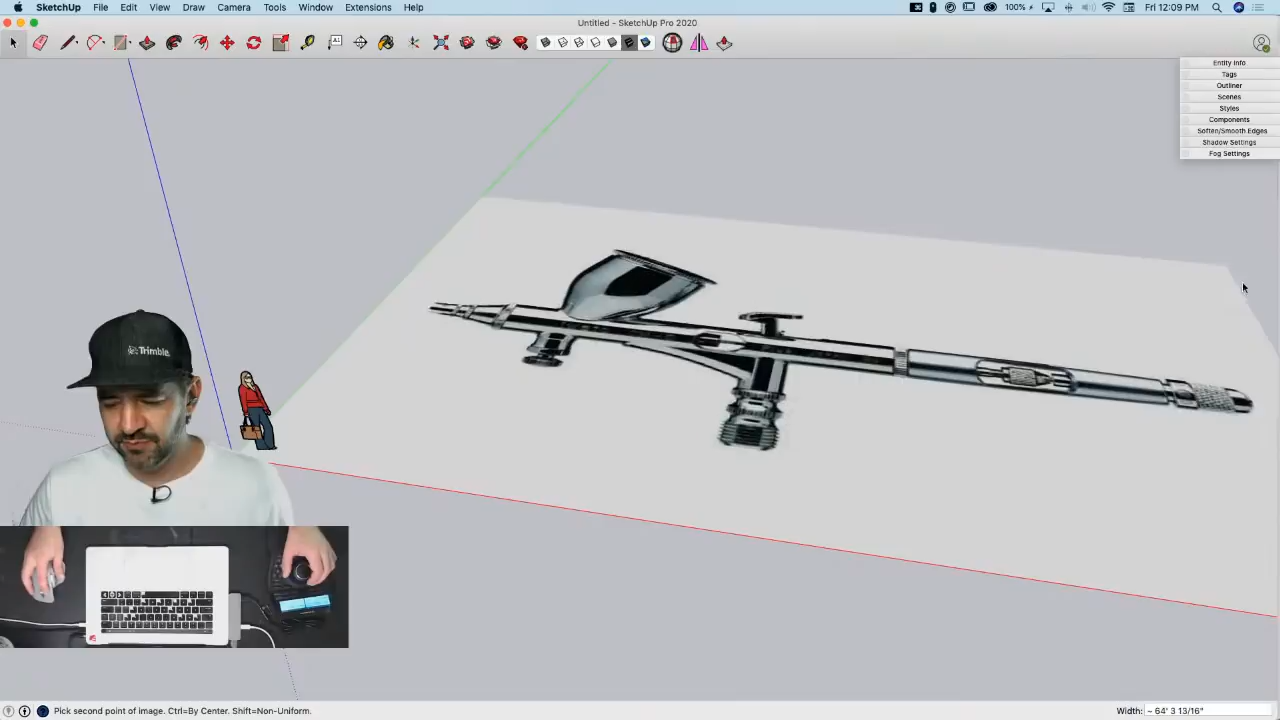 SketchUp File Edit View Draw Camera Tools Window Extensions Help
100% Fri 12:09 PM
Untitled - SketchUp Pro 2020
Entity Info
Tags
Outliner
Scenes
Styles
Components
Soften/Smooth Edges
Shadow Settings
Fog Settings
Trimble.
Pick second point of image. Ctrl=By Center. Shift=Non-Uniform.
Width: ~ 64' 3 13/16"